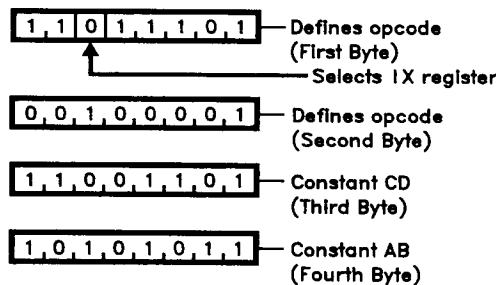 1 1 0 1 1 1 0 1
Defines opcode
(First Byte)
Selects IX register
0 0 1 0 0 0 0 1
Defines opcode
(Second Byte)
1 1 0 0 1 1 0 1
Constant CD
(Third Byte)
1 0 1 0 1 0 1 1
Constant AB
(Fourth Byte)